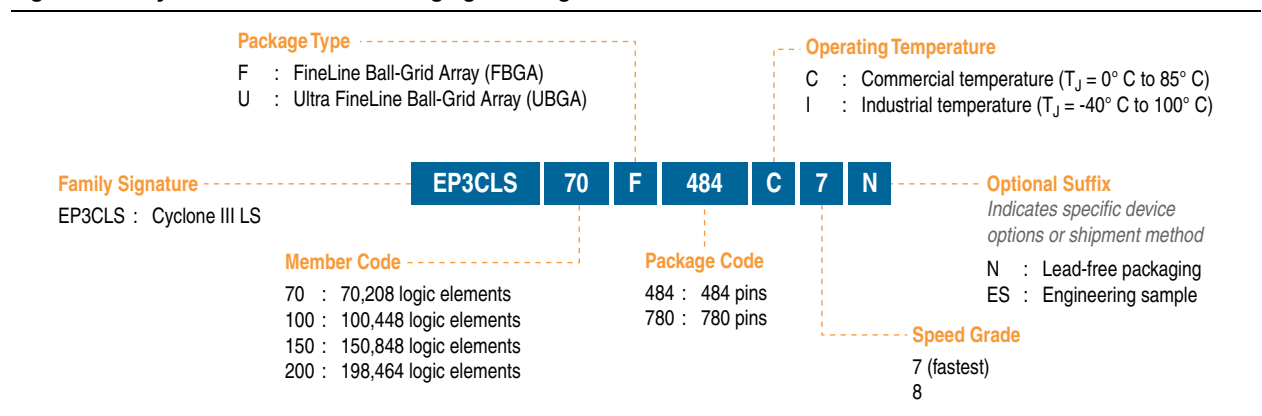 Package Type
F : FineLine Ball-Grid Array (FBGA)
U : Ultra FineLine Ball-Grid Array (UBGA)
Operating Temperature
C : Commercial temperature (TJ = 0° C to 85° C)
I : Industrial temperature (TJ = -40° C to 100° C)
Family Signature
EP3CLS : Cyclone III LS
EP3CLS 70 F 484 C 7 N
Optional Suffix
Indicates specific device
options or shipment method
N : Lead-free packaging
ES : Engineering sample
Member Code
70 : 70,208 logic elements
100 : 100,448 logic elements
150 : 150,848 logic elements
200 : 198,464 logic elements
Package Code
484 : 484 pins
780 : 780 pins
Speed Grade
7 (fastest)
8